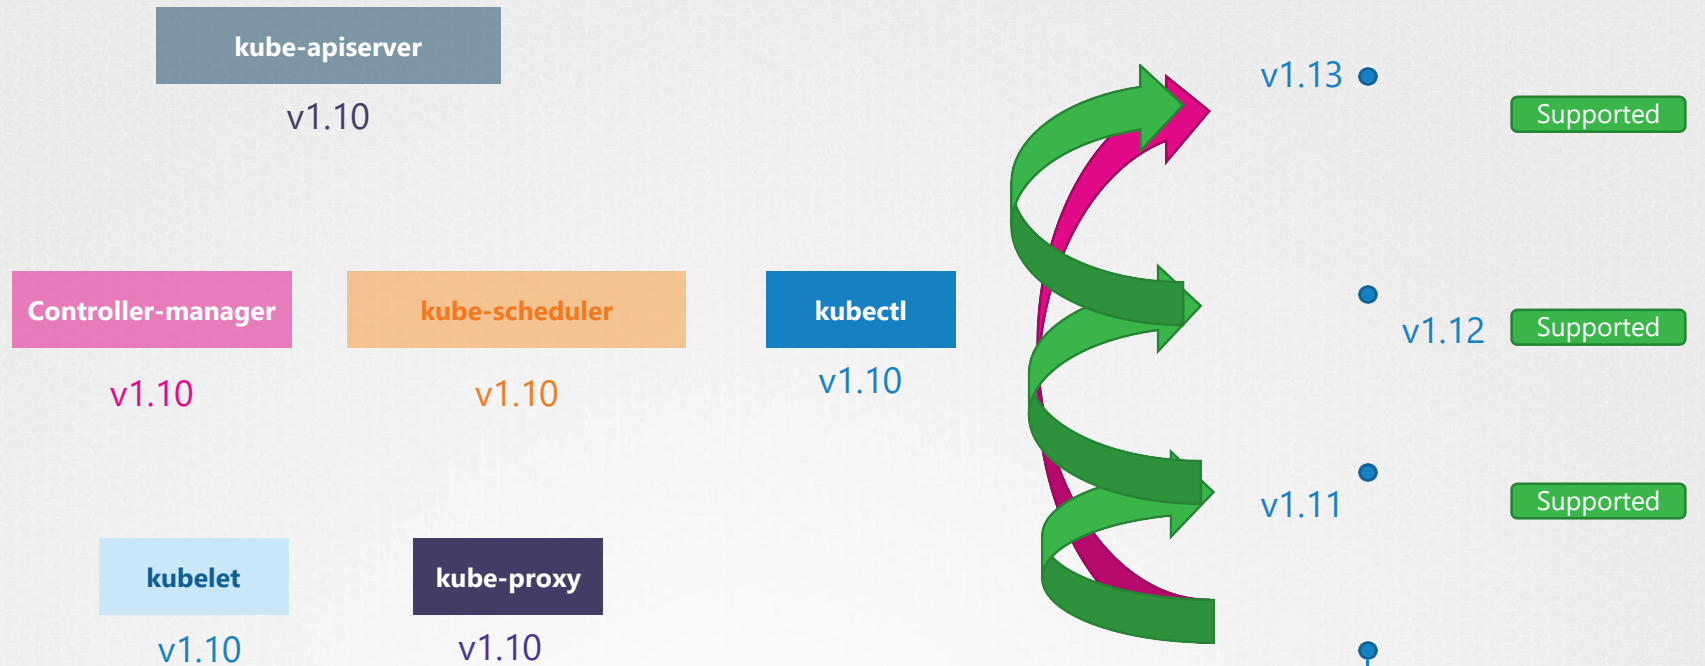 kube-apiserver
v1.10
Controller-manager
v1.10
kube-scheduler
v1.10
kubectl
v1.10
kubelet
v1.10
kube-proxy
v1.10
v1.13
Supported
v1.12
Supported
v1.11
Supported